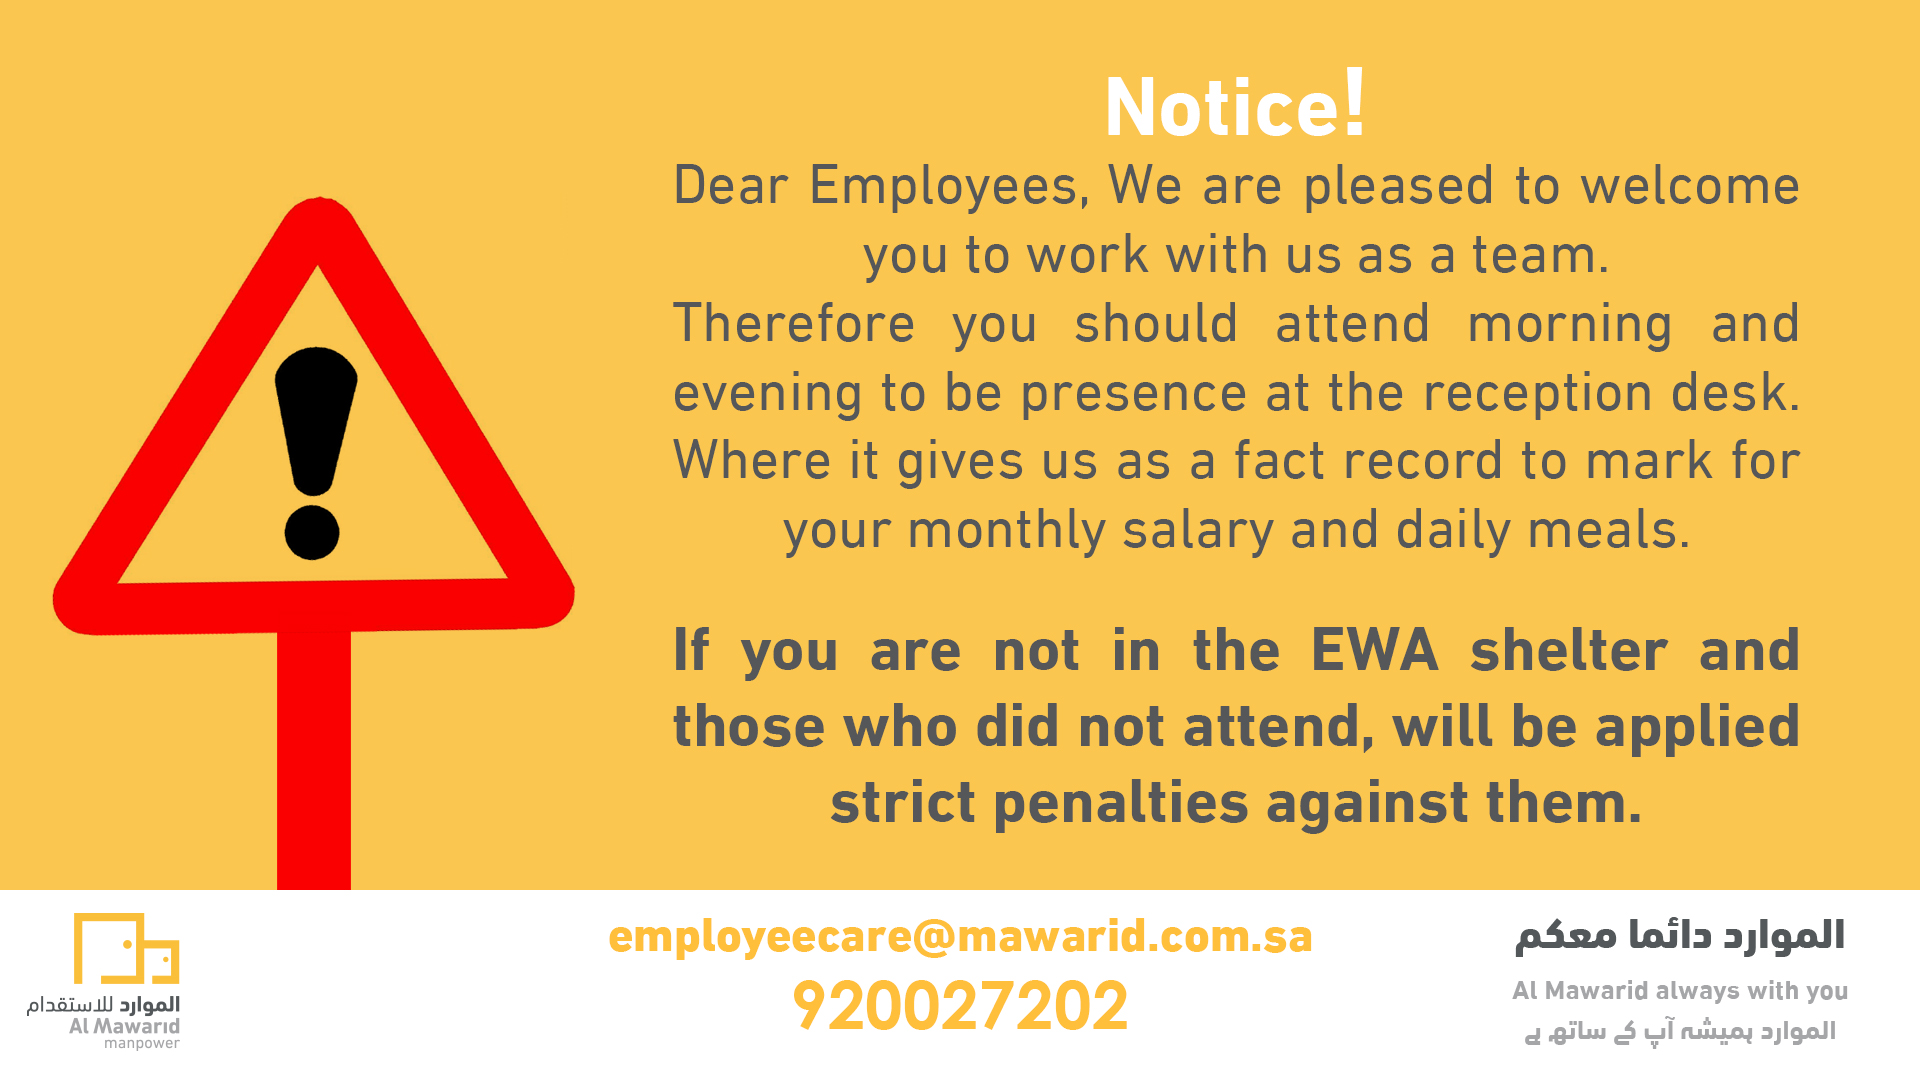 Notice!
Dear Employees, We are pleased to welcome
you to work with us as a team.
Therefore you should attend morning and
evening to be presence at the reception desk.
Where it gives us as a fact record to mark for
your monthly salary and daily meals.
If you are not in the EWA shelter and
those who did not attend, will be applied
strict penalties against them.
الموارد للاستقدام
Al Mawarid
manpower
employeecare@mawarid.com.sa
920027202
الموارد دائما معكم
Al Mawarid always with you
الموارد ہمیشہ آپ کے ساتھ ہے